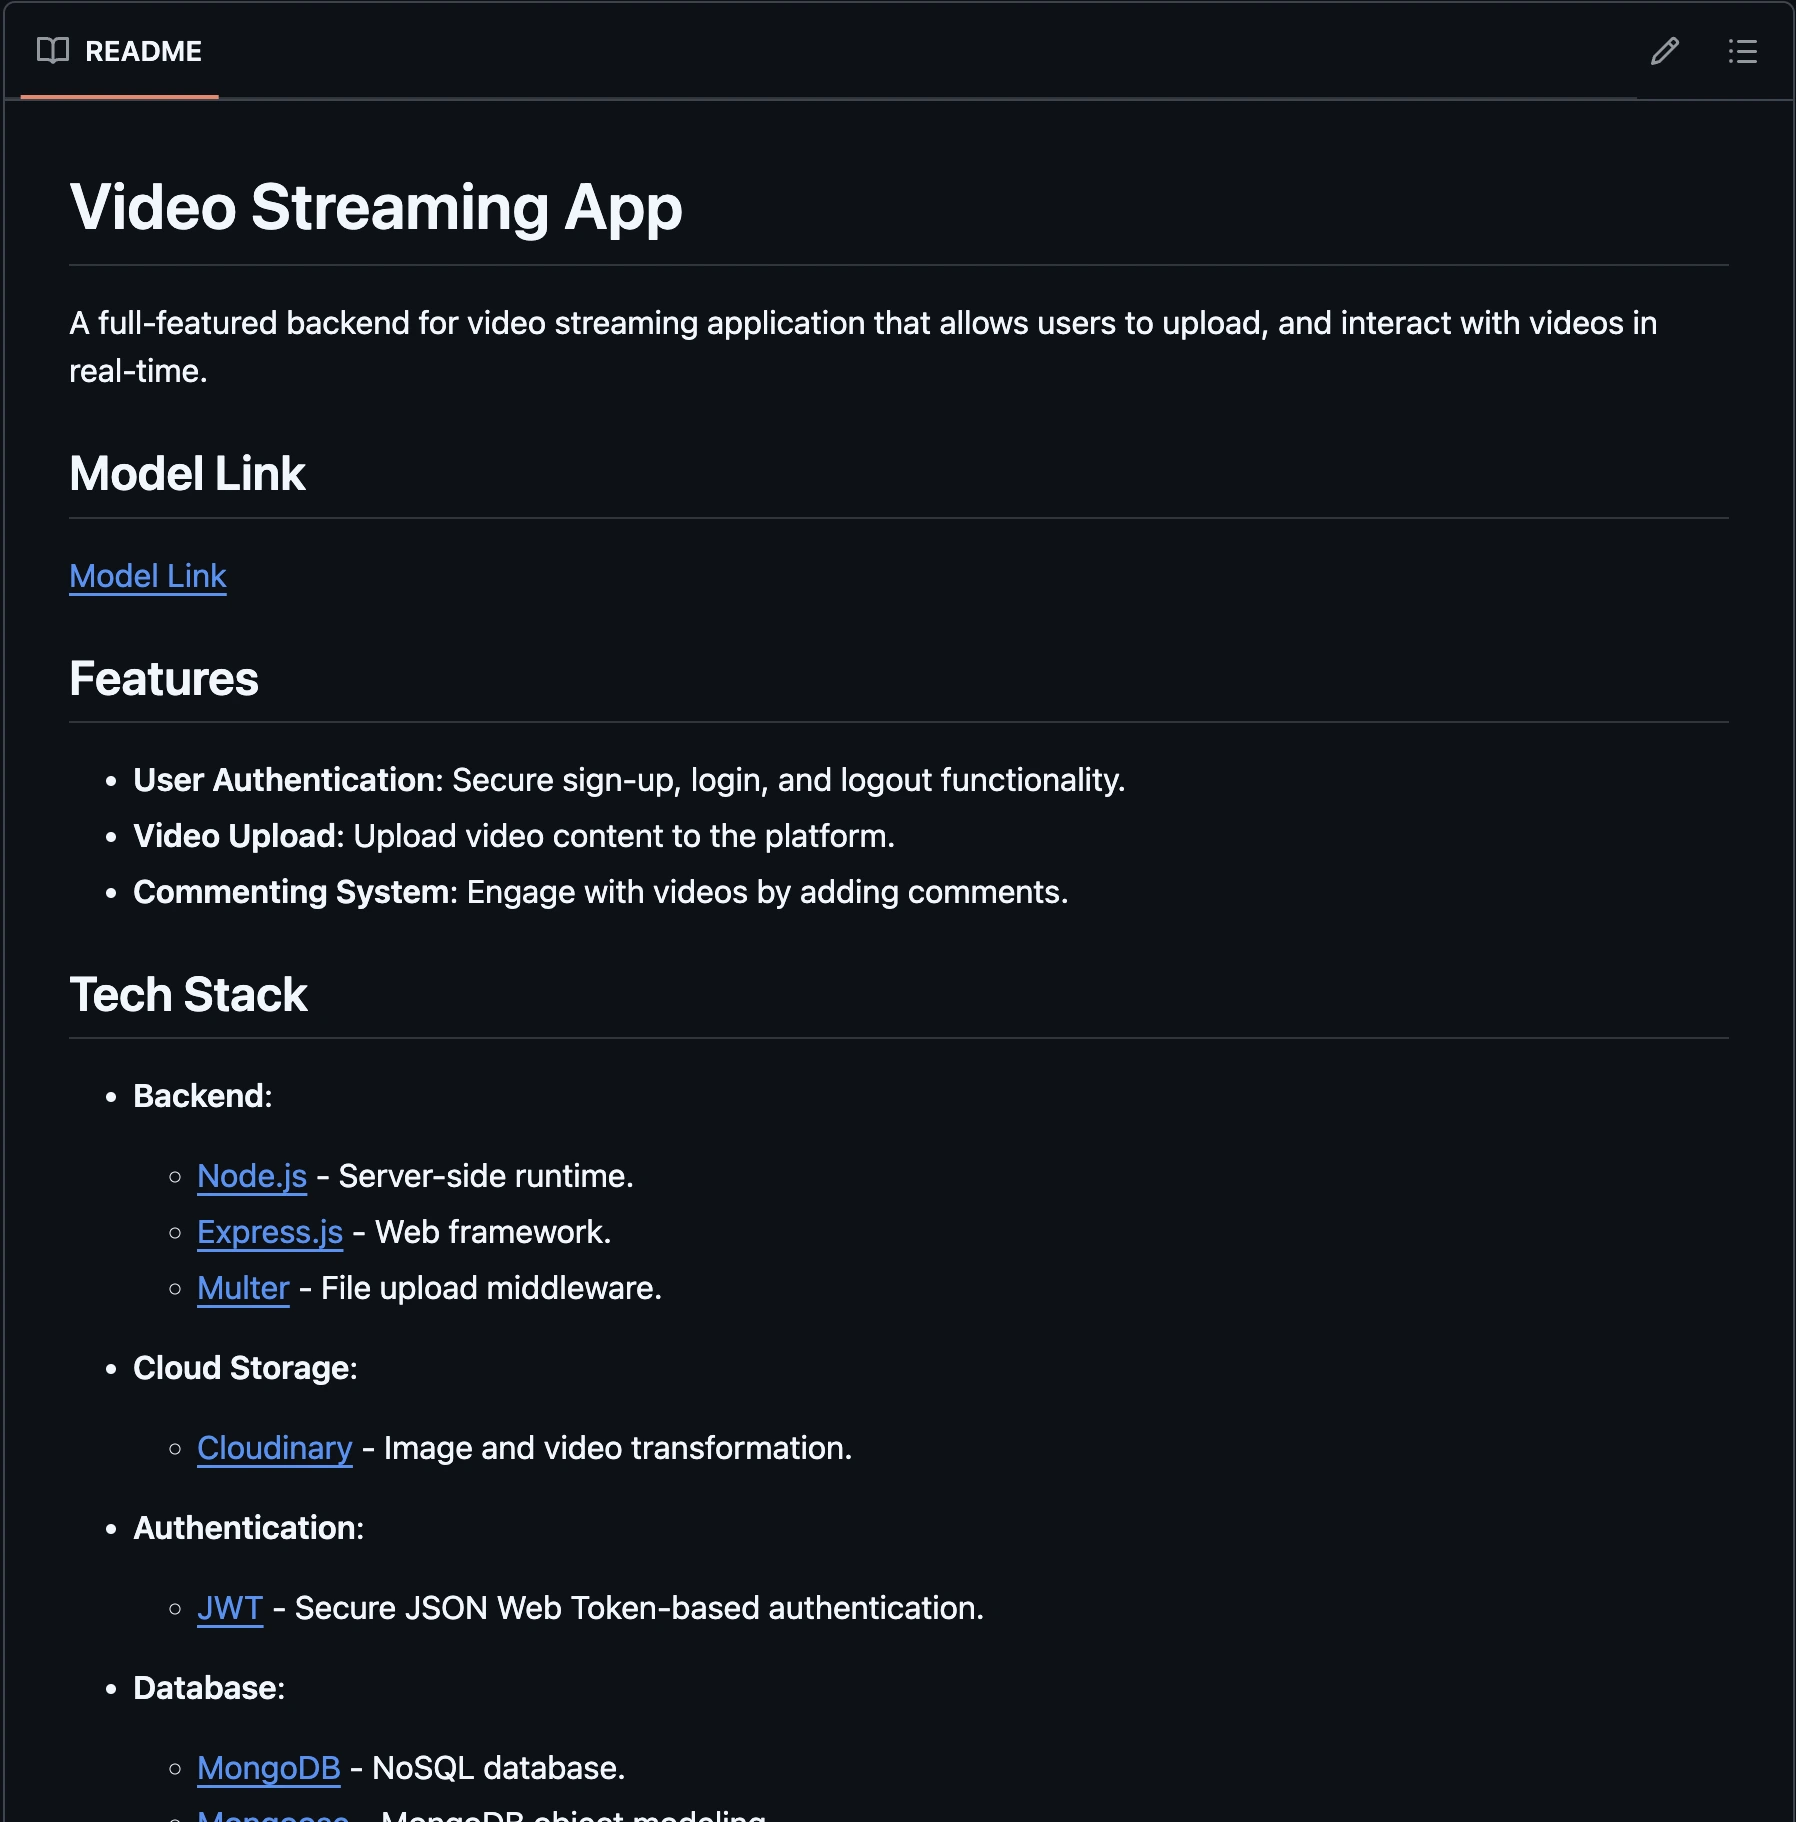 README
Video Streaming App
A full-featured backend for video streaming application that allows users to upload, and interact with videos in
real-time.
Model Link
Model Link
Features
• User Authentication: Secure sign-up, login, and logout functionality.
• Video Upload: Upload video content to the platform.
• Commenting System: Engage with videos by adding comments.
Tech Stack
• Backend:
◦ Node.js - Server-side runtime.
◦ Express.js - Web framework.
◦ Multer - File upload middleware.
• Cloud Storage:
◦ Cloudinary - Image and video transformation.
• Authentication:
◦ JWT - Secure JSON Web Token-based authentication.
• Database:
◦ MongoDB - NoSQL database.
◦ Mongoose - MongoDB object modeling.